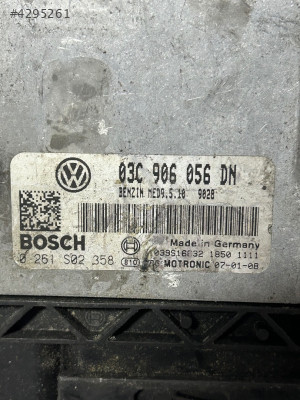 #4295261
03C 906 056 DN
BENZIN MED9.5.10 9028
BOSCH
Made in Germany
0 261 S02 358
1850 1111
MOTRONIC 07-01-08